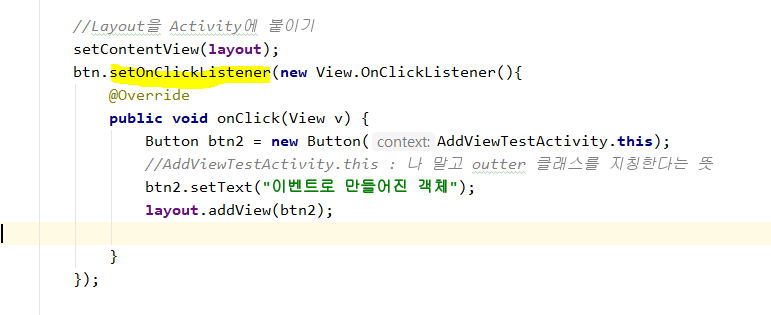 //Layout을 Activity에 붙이기
setContentView(layout);
btn.setOnClickListener(new View.OnClickListener(){
@Override
public void onClick(View v) {
Button btn2 = new Button( context: AddViewTestActivity.this);
//AddViewTestActivity.this : 나 말고 outter 클래스를 지칭한다는 뜻
btn2.setText("이벤트로 만들어진 객체");
layout.addView(btn2);
}
});